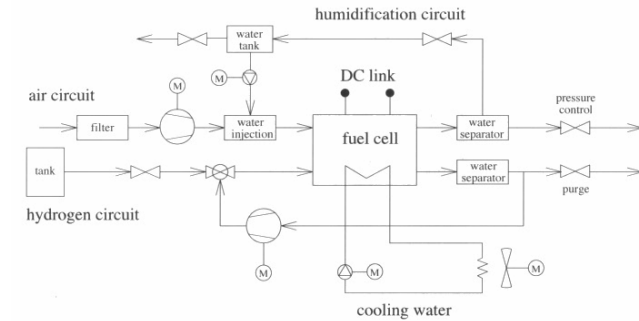 humidification circuit
water
tank
M
DC link
air circuit
M
pressure
control
filter
water
injection
fuel cell
water
separator
tank
water
separator
hydrogen circuit
purge
M
M
M
cooling water